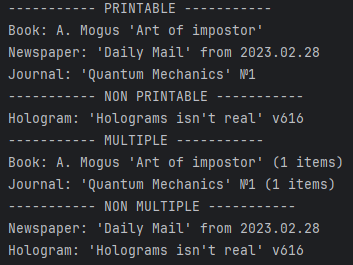 ----------- PRINTABLE -----------
Book: A. Mogus 'Art of impostor'
Newspaper: 'Daily Mail' from 2023.02.28
Journal: 'Quantum Mechanics' №1
----------- NON PRINTABLE -----------
Hologram: 'Holograms isn't real' v616
----------- MULTIPLE -----------
Book: A. Mogus 'Art of impostor' (1 items)
Journal: 'Quantum Mechanics' №1 (1 items)
----------- NON MULTIPLE -----------
Newspaper: 'Daily Mail' from 2023.02.28
Hologram: 'Holograms isn't real' v616